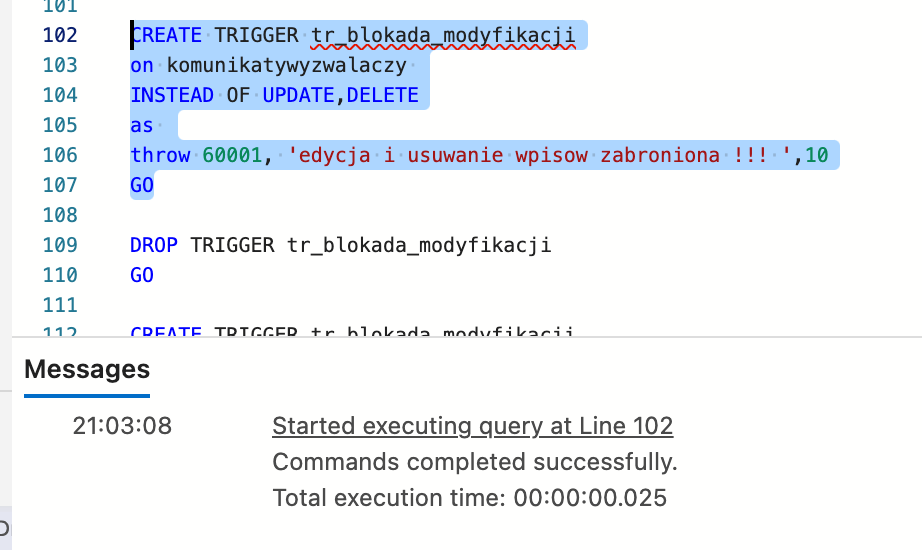 101
102 CREATE TRIGGER tr_blokada_modyfikacji
103 on komunikatywyzwalaczy
104 INSTEAD OF UPDATE,DELETE
105 as
106 throw 60001, 'edycja i usuwanie wpisow zabroniona !!! ',10
107 GO
108
109 DROP TRIGGER tr_blokada_modyfikacji
110 GO
111
112 CREATE TRIGGER tr_blokada_modyfikacji
Messages
21:03:08 Started executing query at Line 102
Commands completed successfully.
Total execution time: 00:00:00.025